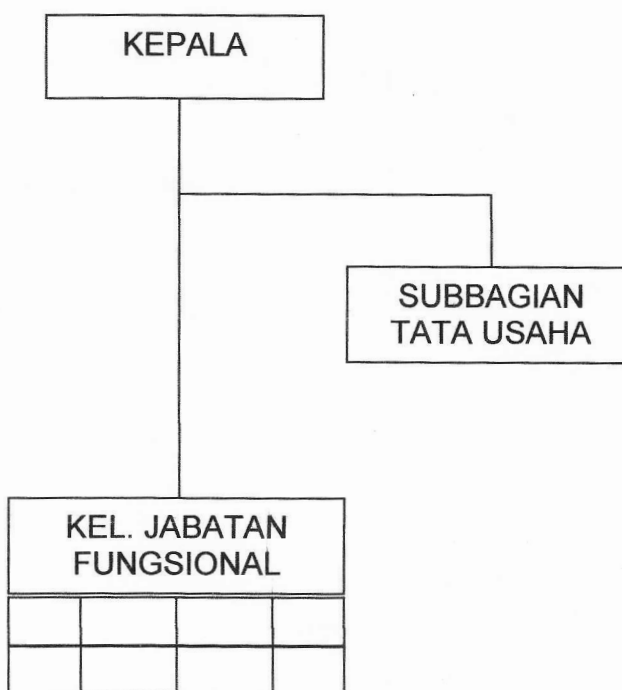 KEPALA
SUBBAGIAN
TATA USAHA
KEL. JABATAN
FUNGSIONAL